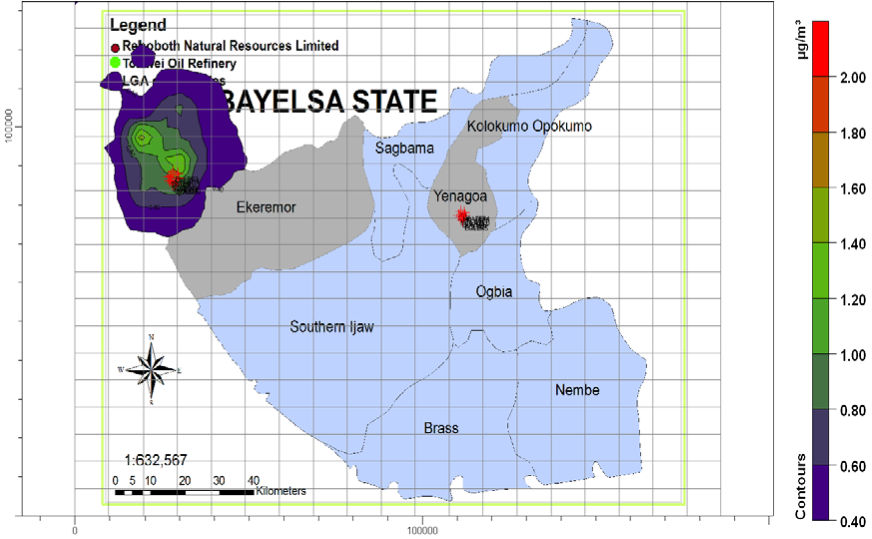 Legend
Reboboth Natural Resources Limited
Oil Refinery
LGA
BAYELSA STATE
Kolokumo Opokumo
Sagbama
Yenagoa
Ekeremor
Ogbia
Southern Ijaw
Nembe
Brass
N
W
E
S
1:632,567
0 5 10 20 30 40
Kilometers
100000
0
100000
µg/m³
2.00
1.80
1.60
1.40
1.20
1.00
0.80
0.60
0.40
Contours